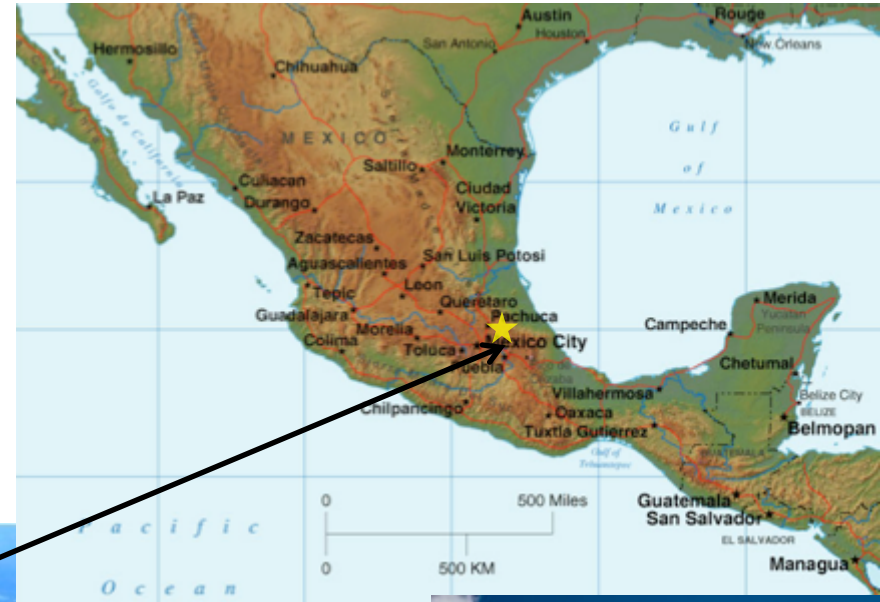 Austin
Rouge
San Antonio
Houston
New Orleans
Hermosillo
Chihuahua
Golfo de California
MEXICO
Gulf
of
Mexico
Monterrey
Saltillo
Culiacan
Ciudad
Victoria
La Paz
Durango
Zacatecas
San Luis Potosi
Aguascalientes
Leon
Tepic
Queretaro
Merida
Guadalajara
Pachuca
Yucatan
Peninsula
Campeche
Morelia
Colima
Toluca
Mexico City
Puebla
Chetumal
Villahermosa
Belize City
BELIZE
Chilpancingo
Oaxaca
Belmopan
Tuxtla Gutierrez
Gulf of
GUATEMALA
0
500 Miles
Guatemala
San Salvador
EL SALVADOR
Pacific
0
500 KM
Managua
Ocean